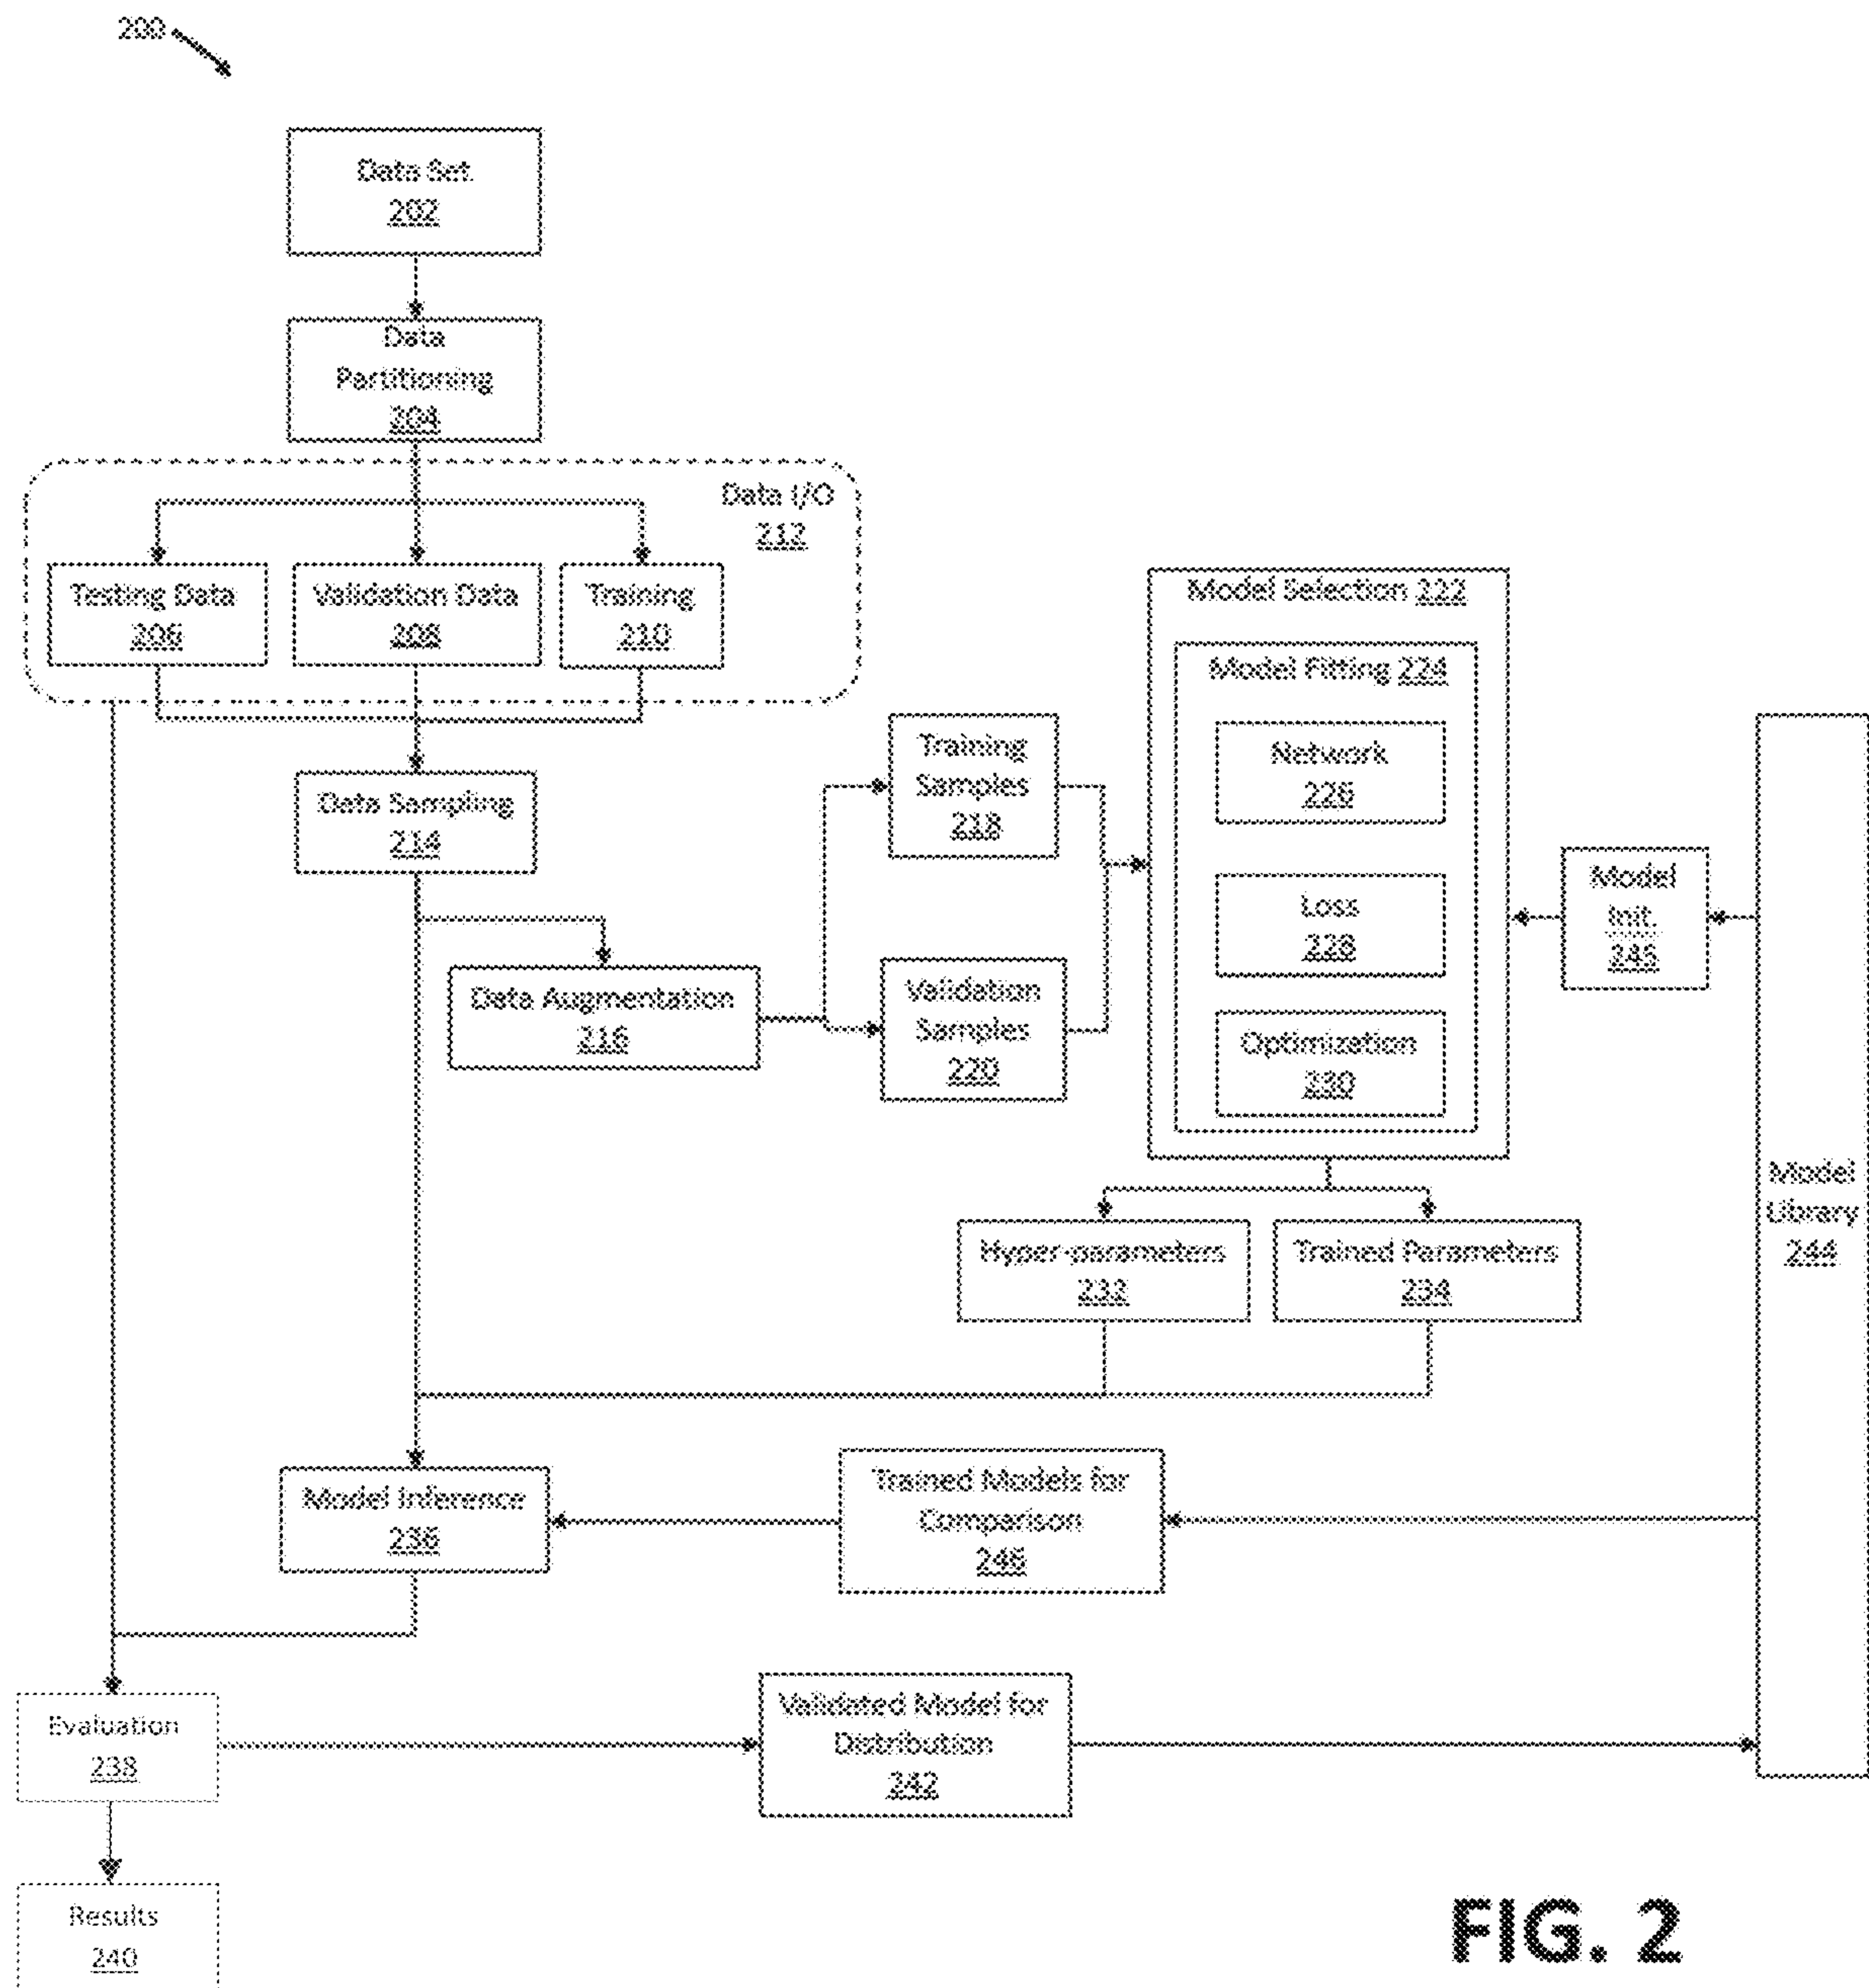 200
Data Set
202
Data
Partitioning
204
Data I/O
212
Testing Data
206
Validation Data
208
Training
210
Data Sampling
214
Data Augmentation
216
Training
Samples
218
Validation
Samples
220
Model Selection 222
Model Fitting 224
Network
226
Loss
228
Optimization
230
Model
Init.
245
Model
Library
244
Hyper-parameters
232
Trained Parameters
234
Model Inference
236
Trained Models for
Comparison
246
Evaluation
238
Validated Model for
Distribution
242
Results
240
FIG. 2